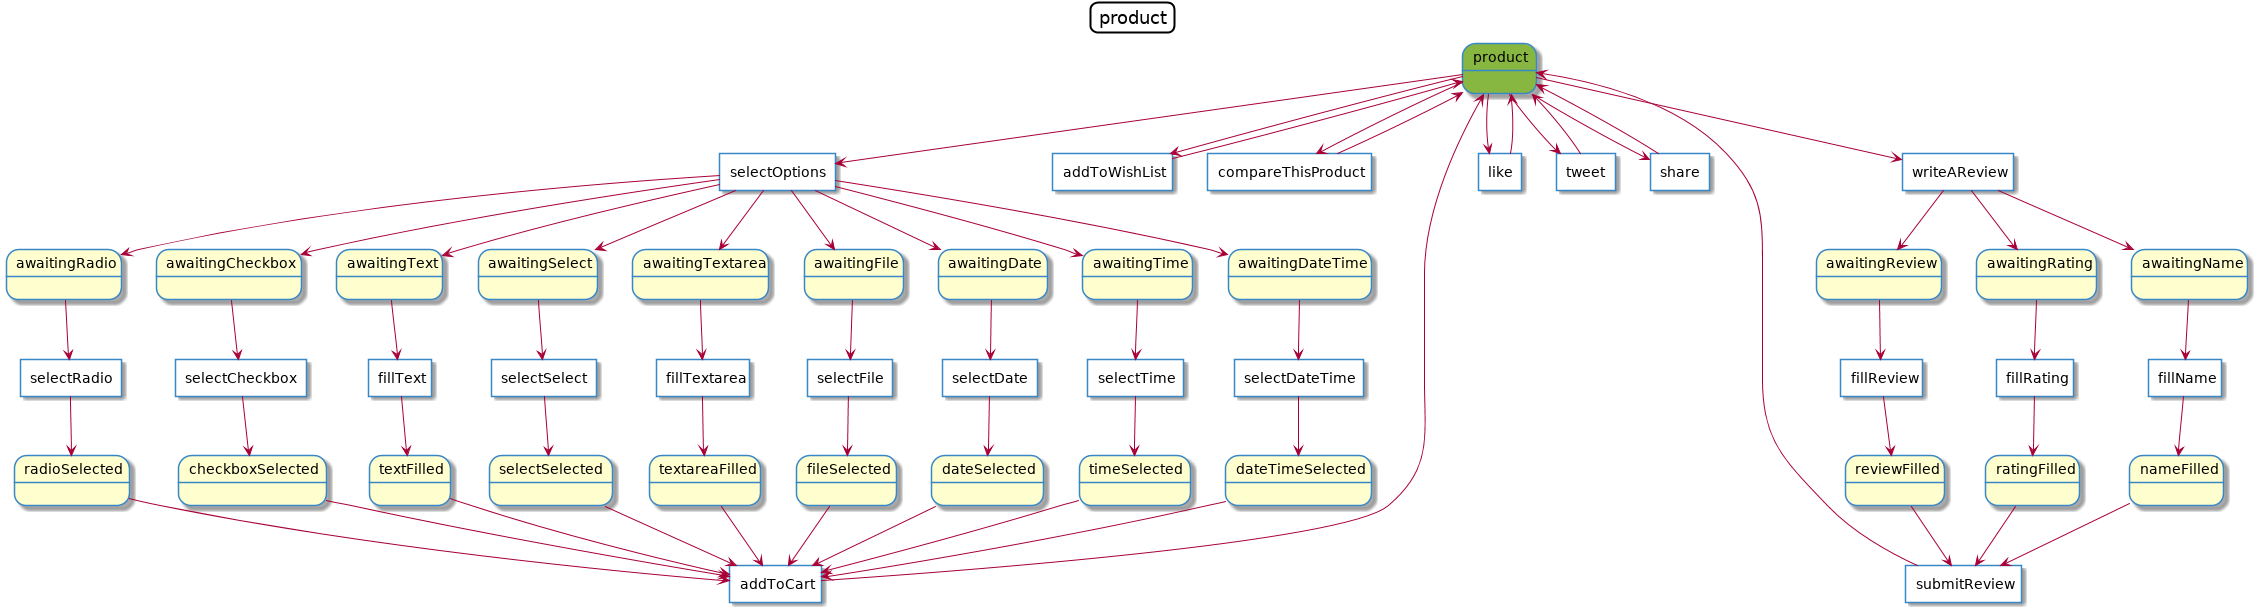 product
product
selectOptions
addToWishList
compareThisProduct
like
tweet
share
writeAReview
awaitingRadio
awaitingCheckbox
awaitingText
awaitingSelect
awaitingTextarea
awaitingFile
awaitingDate
awaitingTime
awaitingDateTime
awaitingReview
awaitingRating
awaitingName
selectRadio
selectCheckbox
fillText
selectSelect
fillTextarea
selectFile
selectDate
selectTime
selectDateTime
fillReview
fillRating
fillName
radioSelected
checkboxSelected
textFilled
selectSelected
textareaFilled
fileSelected
dateSelected
timeSelected
dateTimeSelected
reviewFilled
ratingFilled
nameFilled
addToCart
submitReview